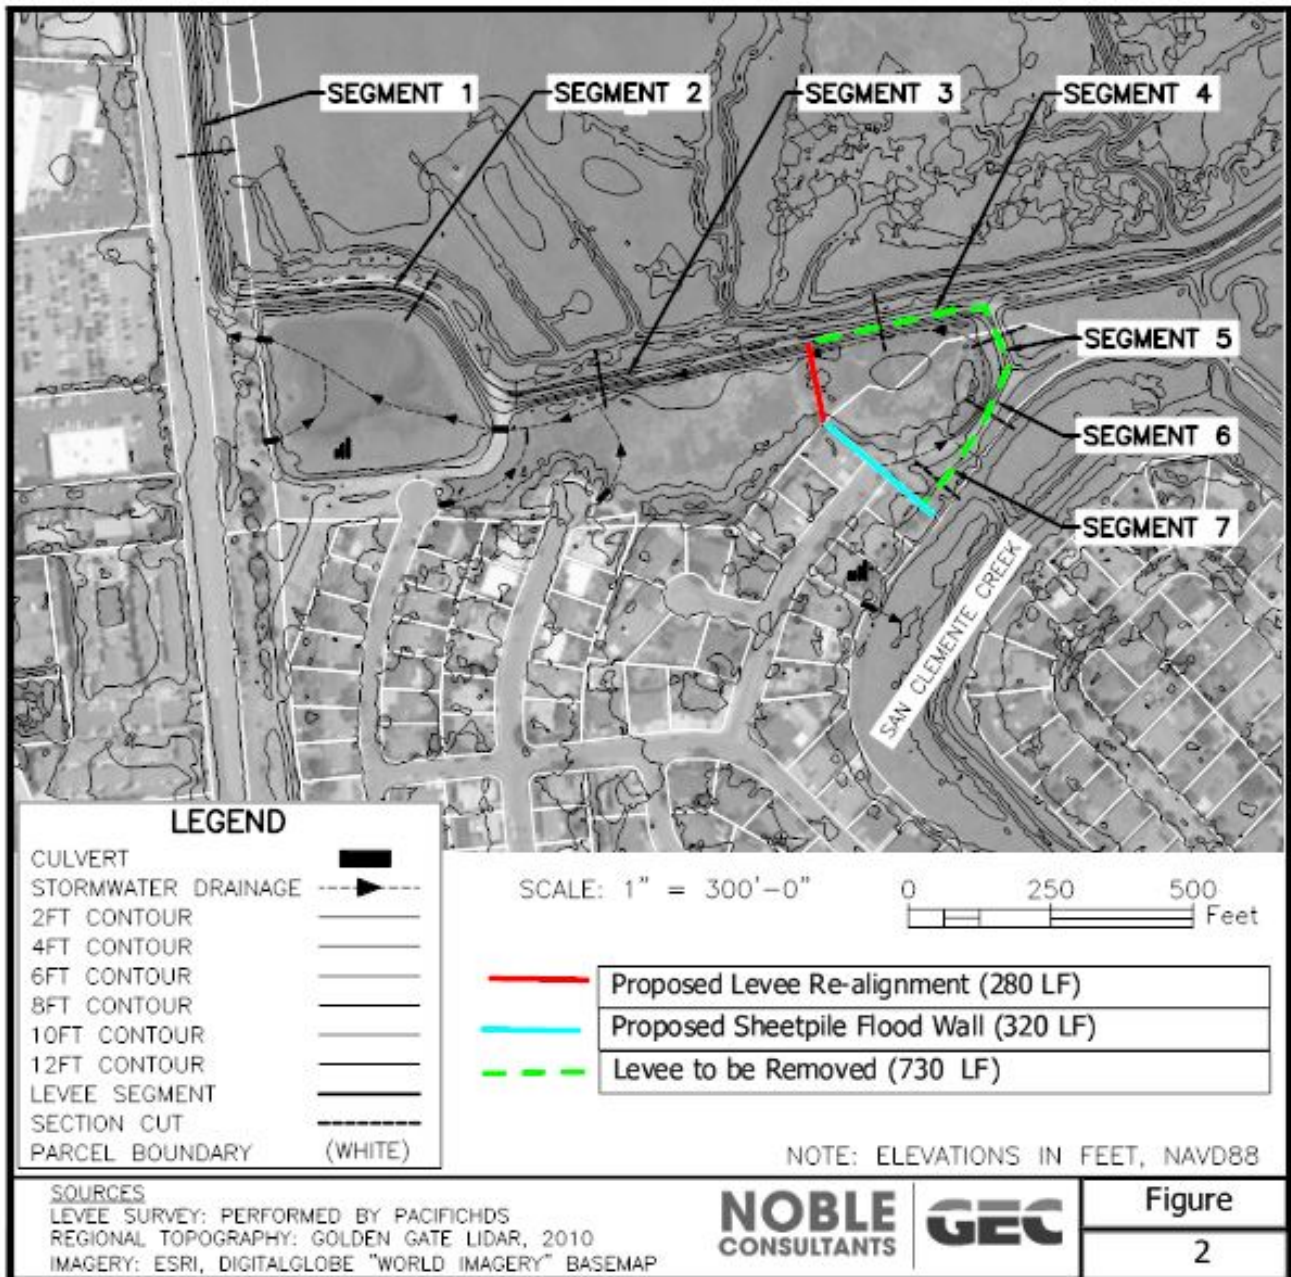 SEGMENT 1
SEGMENT 2
SEGMENT 3
SEGMENT 4
SEGMENT 5
SEGMENT 6
SEGMENT 7
SAN CLEMENTE CREEK
LEGEND
CULVERT
STORMWATER DRAINAGE
2FT CONTOUR
4FT CONTOUR
6FT CONTOUR
8FT CONTOUR
10FT CONTOUR
12FT CONTOUR
LEVEE SEGMENT
SECTION CUT
PARCEL BOUNDARY (WHITE)
SCALE: 1" = 300'-0"
0 250 500
Feet
Proposed Levee Re-alignment (280 LF)
Proposed Sheetpile Flood Wall (320 LF)
Levee to be Removed (730 LF)
NOTE: ELEVATIONS IN FEET, NAVD88
SOURCES
LEVEE SURVEY: PERFORMED BY PACIFICHDS
REGIONAL TOPOGRAPHY: GOLDEN GATE LIDAR, 2010
IMAGERY: ESRI, DIGITALGLOBE "WORLD IMAGERY" BASEMAP
NOBLE
CONSULTANTS
GEC
Figure
2